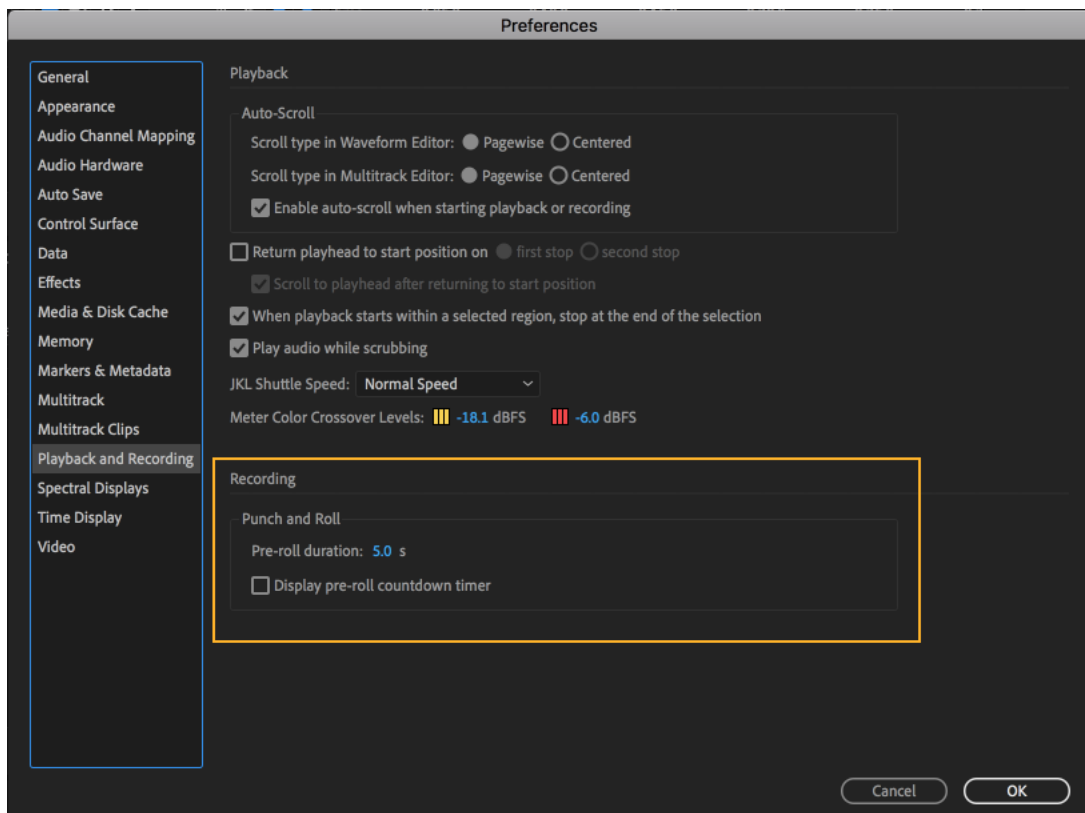 Preferences
General
Appearance
Audio Channel Mapping
Audio Hardware
Auto Save
Control Surface
Data
Effects
Media & Disk Cache
Memory
Markers & Metadata
Multitrack
Multitrack Clips
Playback and Recording
Spectral Displays
Time Display
Video
Playback
Auto-Scroll
Scroll type in Waveform Editor: Pagewise Centered
Scroll type in Multitrack Editor: Pagewise Centered
Enable auto-scroll when starting playback or recording
Return playhead to start position on first stop second stop
Scroll to playhead after returning to start position
When playback starts within a selected region, stop at the end of the selection
Play audio while scrubbing
JKL Shuttle Speed: Normal Speed
Meter Color Crossover Levels: -18.1 dBFS -6.0 dBFS
Recording
Punch and Roll
Pre-roll duration: 5.0 s
Display pre-roll countdown timer
Cancel OK